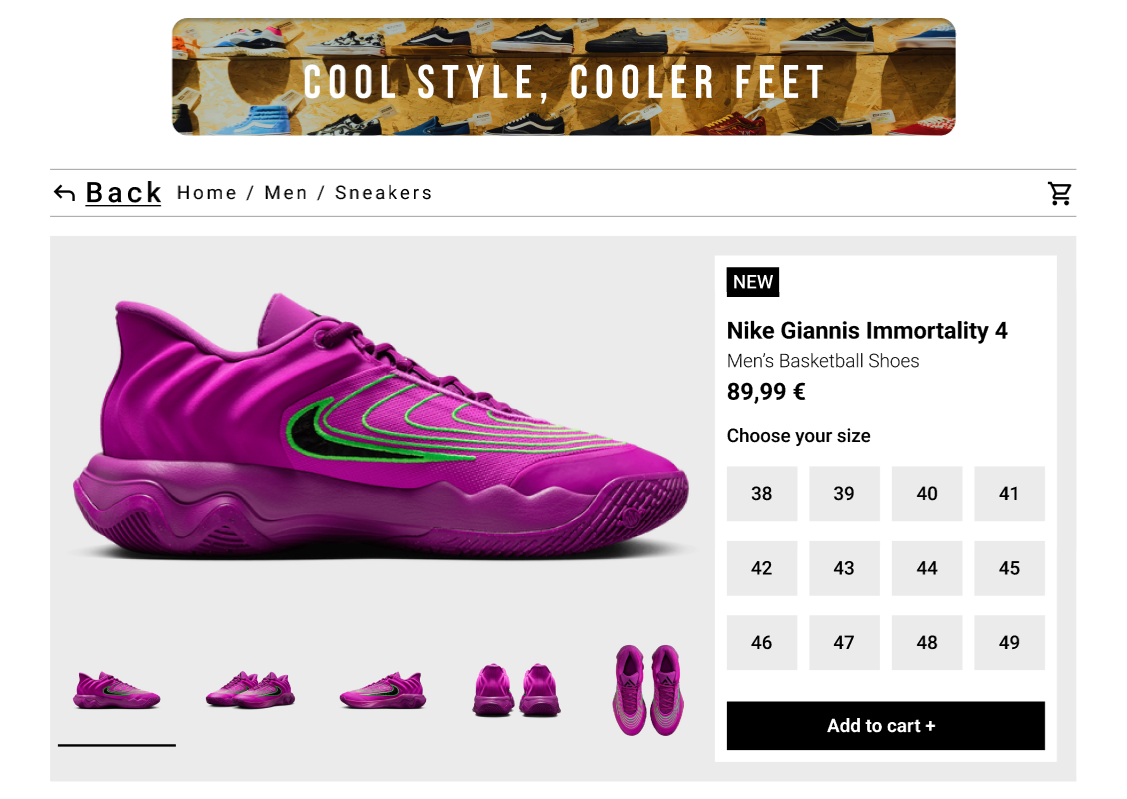 COOL STYLE, COOLER FEET
Back Home / Men / Sneakers
NEW
Nike Giannis Immortality 4
Men’s Basketball Shoes
89,99 €
Choose your size
38 39 40 41
42 43 44 45
46 47 48 49
Add to cart +